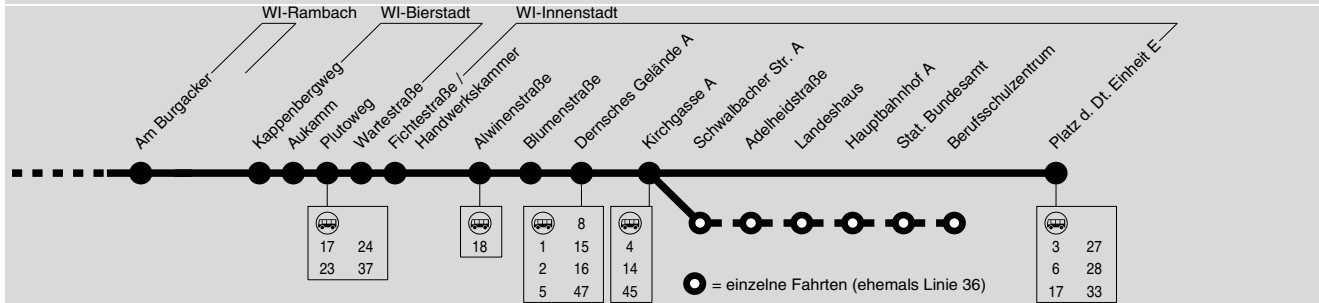 WI-Rambach
WI-Bierstadt
WI-Innenstadt
Am Burgacker
Kappenbergweg
Aukamm
Plutoweg
Wartestraße
Fichtestraße /
Handwerkskammer
Alwinenstraße
Blumenstraße
Dernsches Gelände A
Kirchgasse A
Schwalbacher Str. A
Adelheidstraße
Landeshaus
Hauptbahnhof A
Stat. Bundesamt
Berufsschulzentrum
Platz d. Dt. Einheit E
17 24
23 37
18
8
1 15
2 16
5 47
4
14
45
3 27
6 28
17 33
= einzelne Fahrten (ehemals Linie 36)